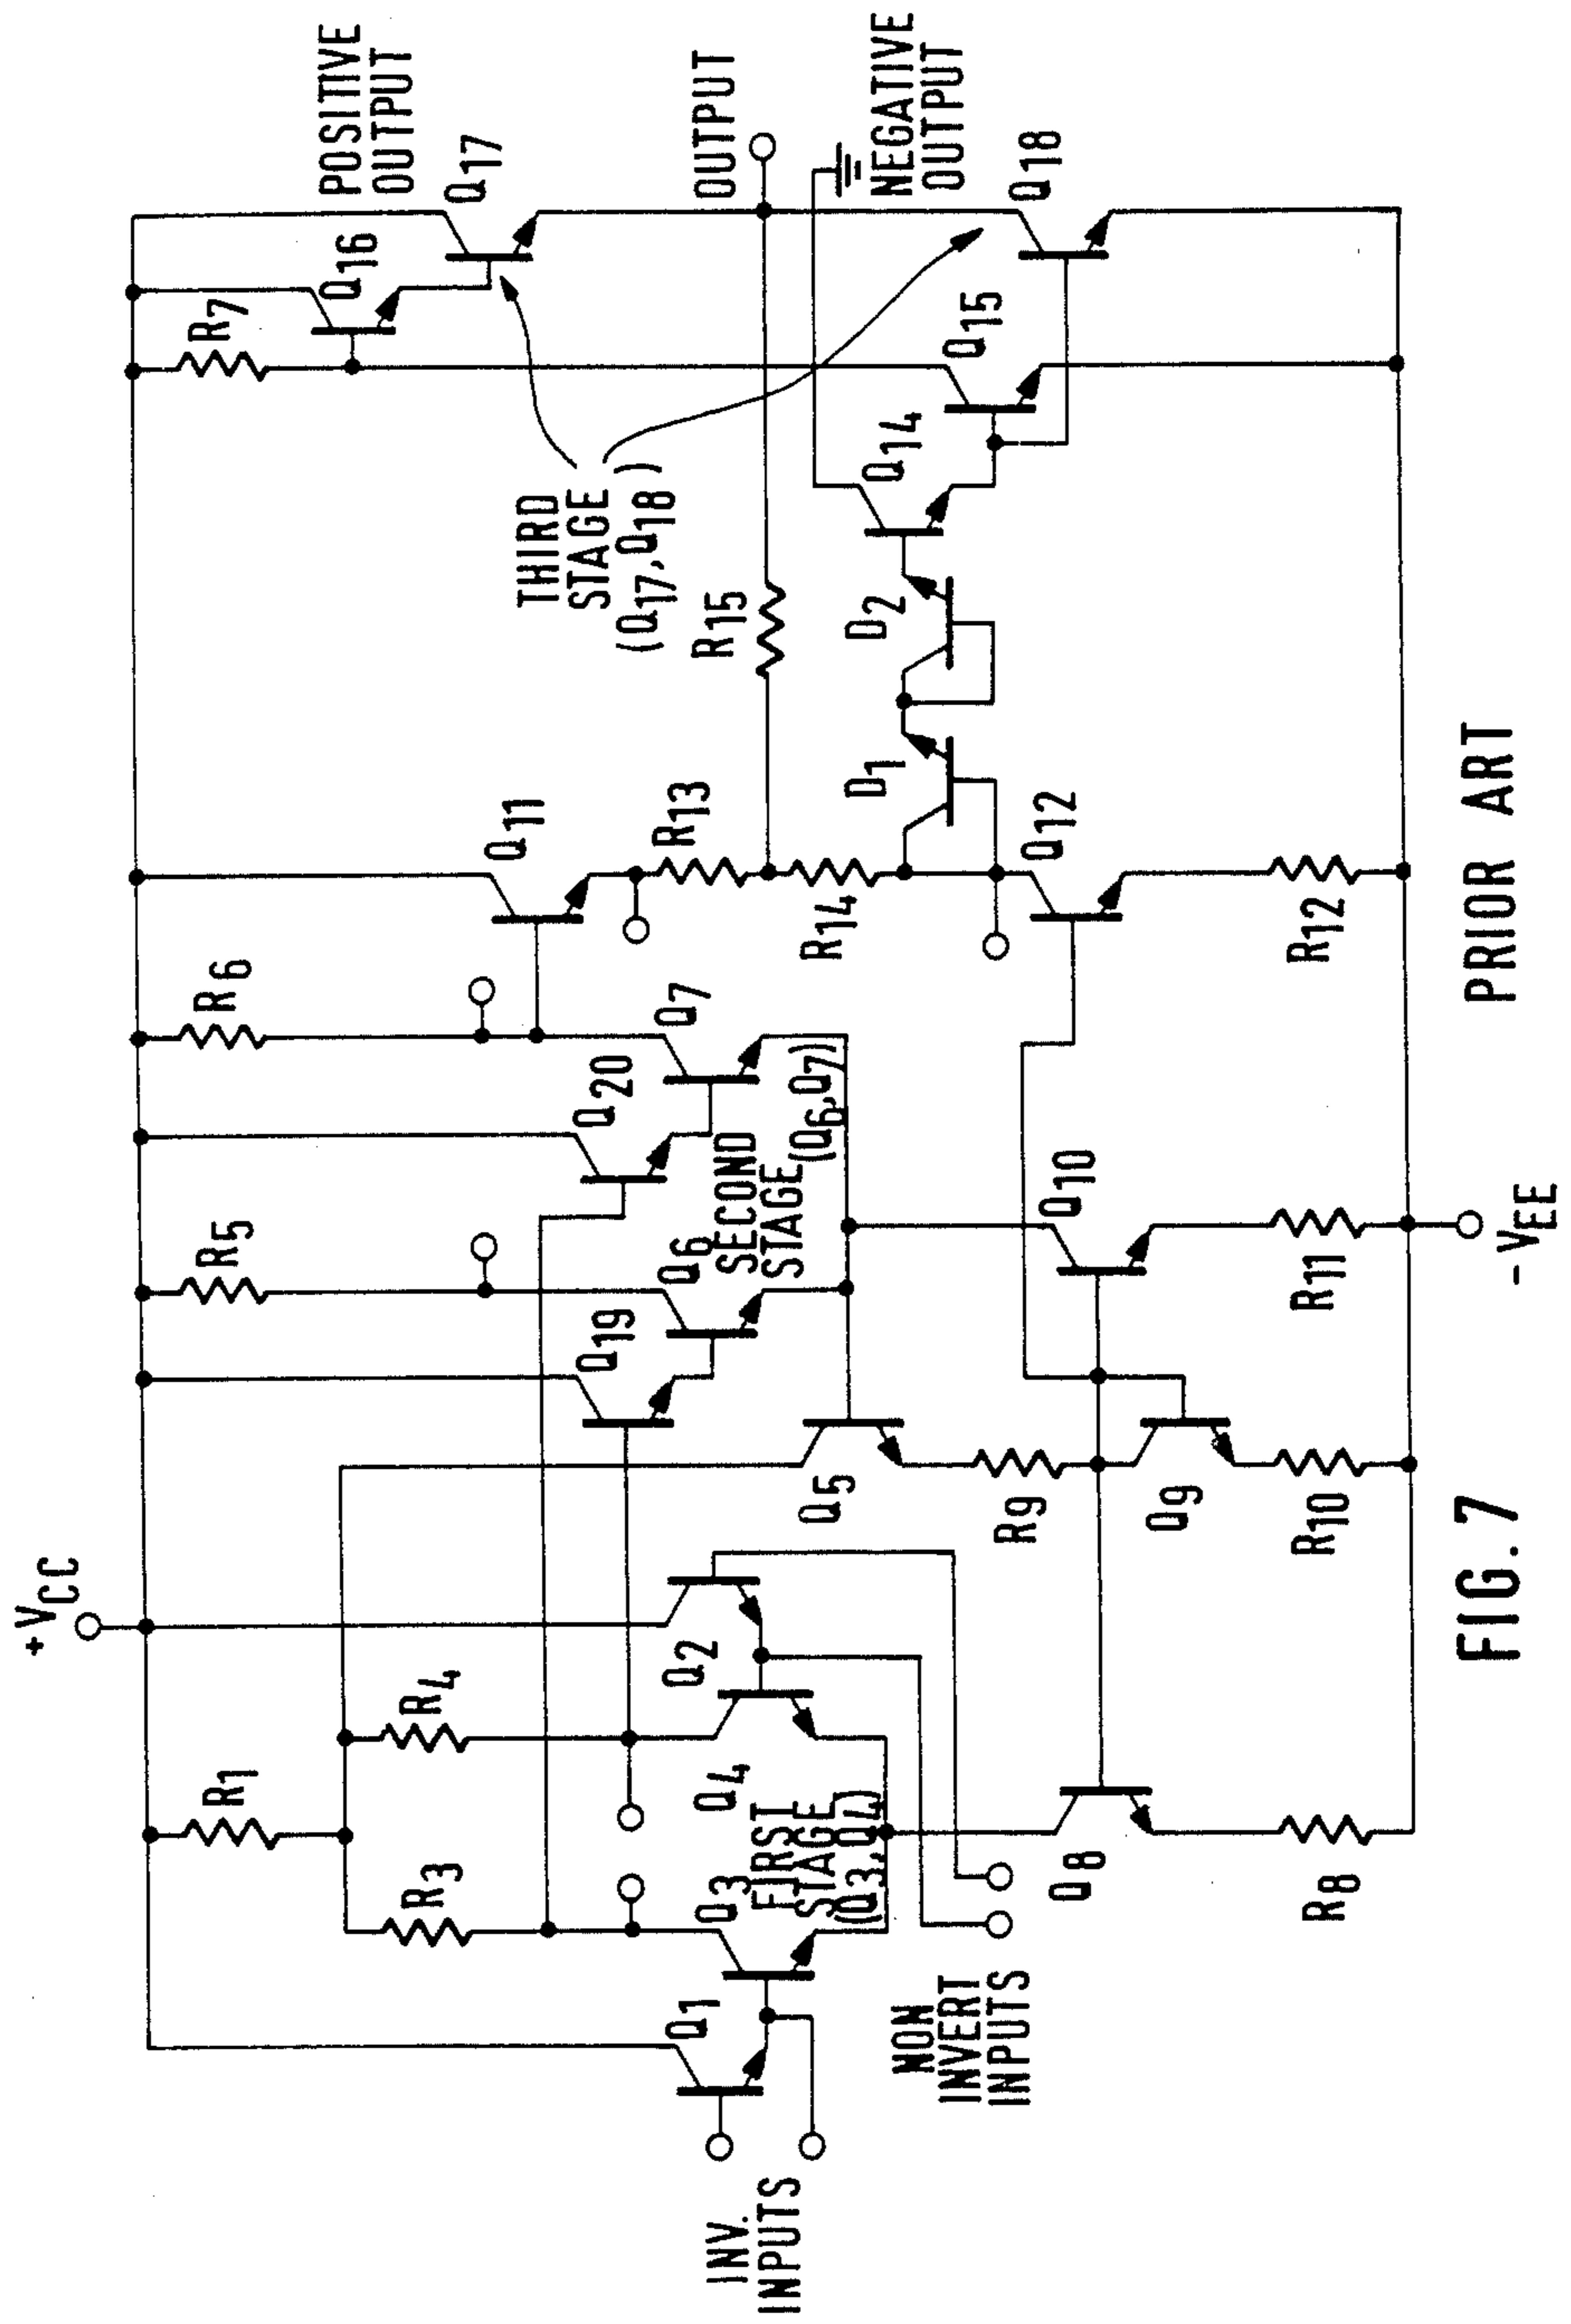 +VCC
R1
R3
R4
R5
R6
R7
Q1
Q2
Q3
Q4
FIRST
STAGE
(Q3,Q4)
Q5
Q19
Q6
Q20
Q7
SECOND
STAGE
(Q6,Q7)
Q11
R13
R14
R15
D1
D2
Q12
Q14
Q15
Q16
Q17
Q18
POSITIVE
OUTPUT
OUTPUT
NEGATIVE
OUTPUT
THIRD
STAGE
(Q17,Q18)
INV.
INPUTS
NON
INVERT
INPUTS
Q8
R8
R9
Q9
R10
Q10
R11
R12
-VEE
FIG. 7
PRIOR ART